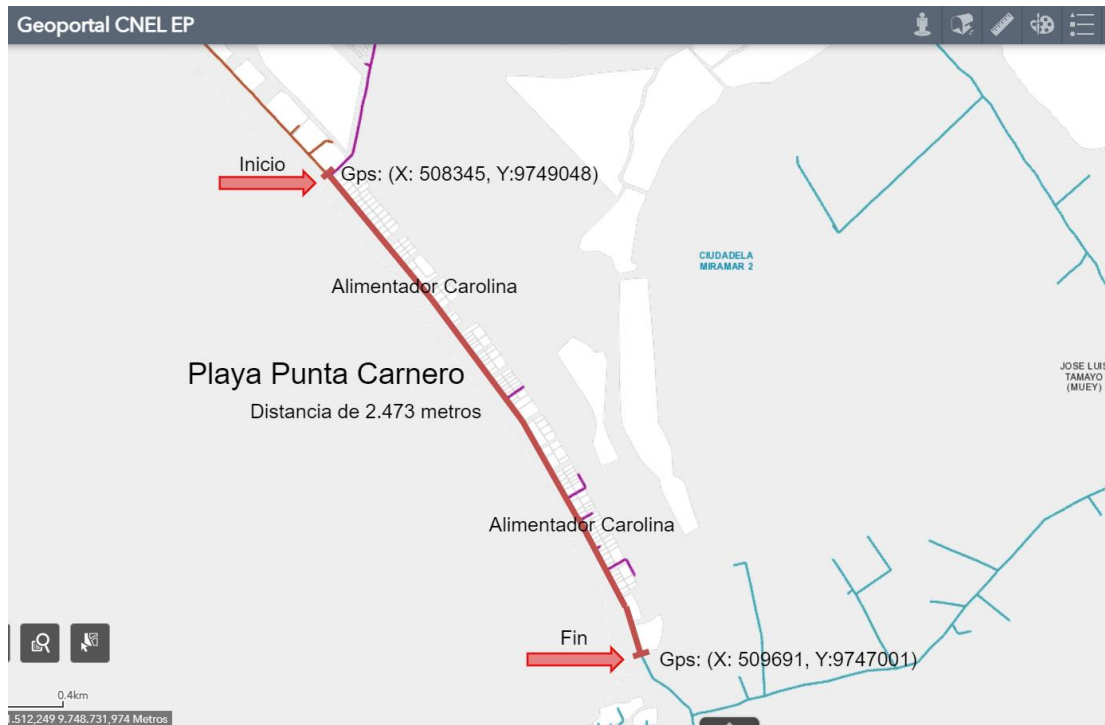 Geoportal CNEL EP
Inicio
Gps: (X: 508345, Y:9749048)
CIUDADELA
MIRAMAR 2
Alimentador Carolina
JOSE LUIS
TAMAYO
(MUEY)
Playa Punta Carnero
Distancia de 2.473 metros
Alimentador Carolina
Fin
Gps: (X: 509691, Y:9747001)
0.4km
.512,249 9.748.731,974 Metros